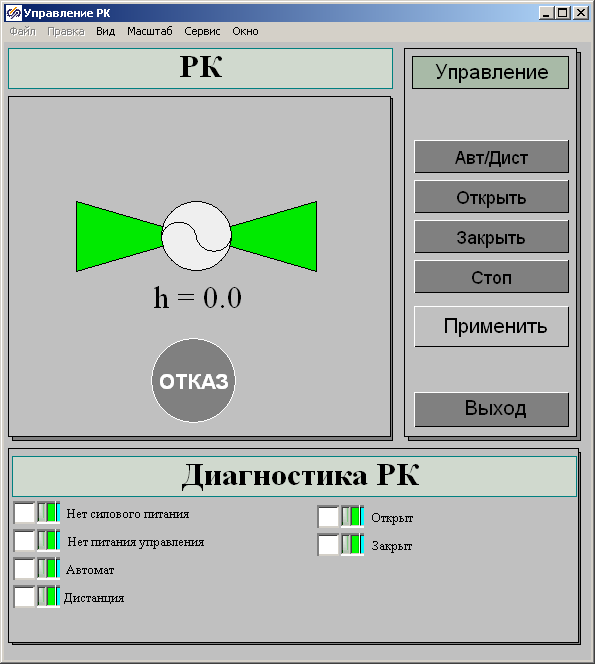 Управление РК
Файл Правка Вид Масштаб Сервис Окно
РК
h = 0.0
ОТКАЗ
Управление
Авт/Дист
Открыть
Закрыть
Стоп
Применить
Выход
Диагностика РК
Нет силового питания
Нет питания управления
Автомат
Дистанция
Открыт
Закрыт